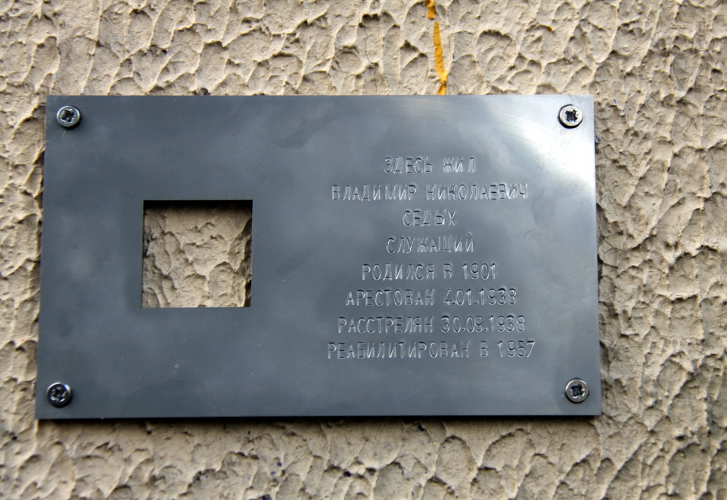 ЗДЕСЬ ЖИЛ
ВЛАДИМИР НИКОЛАЕВИЧ
СЕДЫХ
СЛУЖАЩИЙ
РОДИЛСЯ В 1901
АРЕСТОВАН 4.01.1938
РАССТРЕЛЯН 30.09.1938
РЕАБИЛИТИРОВАН В 1957